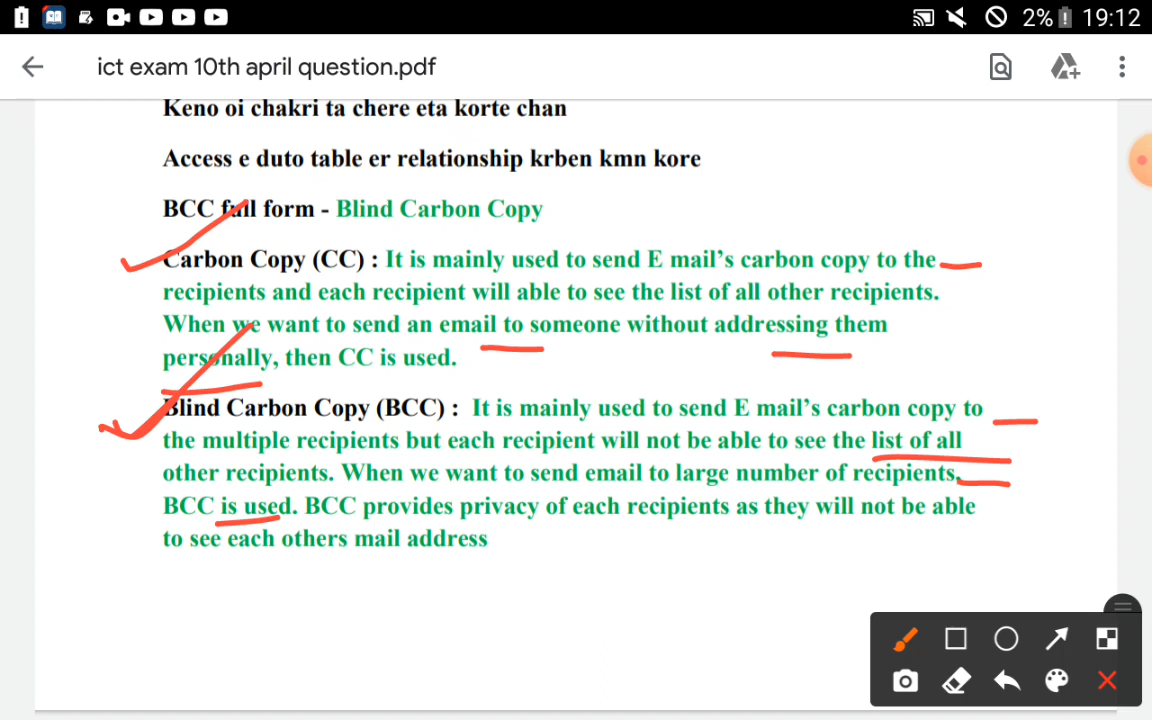 2% 19:12
ict exam 10th april question.pdf
Keno oi chakri ta chere eta korte chan
Access e duto table er relationship krben kmn kore
BCC full form - Blind Carbon Copy
Carbon Copy (CC) : It is mainly used to send E mail’s carbon copy to the
recipients and each recipient will able to see the list of all other recipients.
When we want to send an email to someone without addressing them
personally, then CC is used.
Blind Carbon Copy (BCC) : It is mainly used to send E mail’s carbon copy to
the multiple recipients but each recipient will not be able to see the list of all
other recipients. When we want to send email to large number of recipients,
BCC is used. BCC provides privacy of each recipients as they will not be able
to see each others mail address